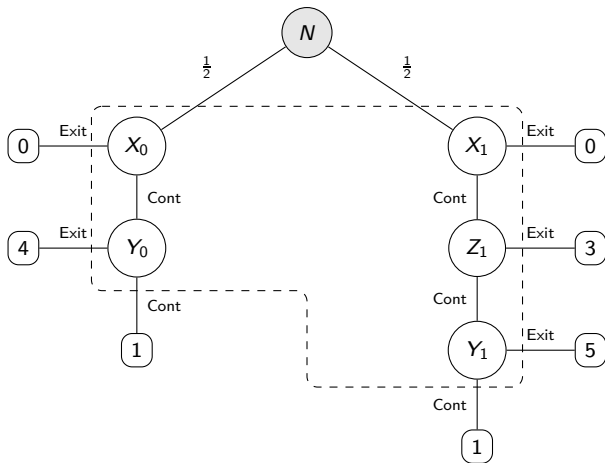 N
1/2 1/2
0 Exit X₀ X₁ Exit 0
Cont Cont
4 Exit Y₀ Z₁ Exit 3
Cont Cont
1 Y₁ Exit 5
Cont
1